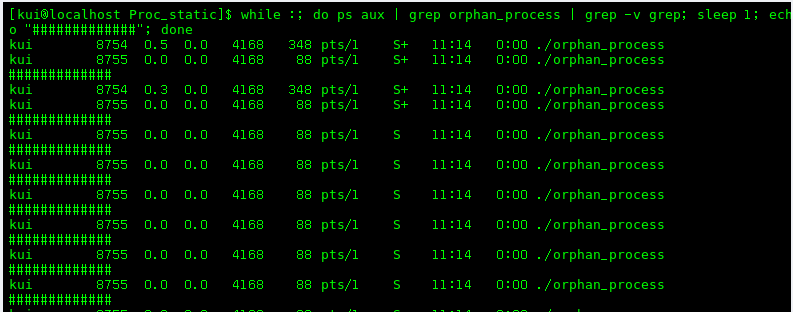 [kui@localhost Proc_static]$ while :; do ps aux | grep orphan_process | grep -v grep; sleep 1; ech
o "#############"; done
kui 8754 0.5 0.0 4168 348 pts/1 S+ 11:14 0:00 ./orphan_process
kui 8755 0.0 0.0 4168 88 pts/1 S+ 11:14 0:00 ./orphan_process
#############
kui 8754 0.3 0.0 4168 348 pts/1 S+ 11:14 0:00 ./orphan_process
kui 8755 0.0 0.0 4168 88 pts/1 S+ 11:14 0:00 ./orphan_process
#############
kui 8755 0.0 0.0 4168 88 pts/1 S 11:14 0:00 ./orphan_process
#############
kui 8755 0.0 0.0 4168 88 pts/1 S 11:14 0:00 ./orphan_process
#############
kui 8755 0.0 0.0 4168 88 pts/1 S 11:14 0:00 ./orphan_process
#############
kui 8755 0.0 0.0 4168 88 pts/1 S 11:14 0:00 ./orphan_process
#############
kui 8755 0.0 0.0 4168 88 pts/1 S 11:14 0:00 ./orphan_process
#############
kui 8755 0.0 0.0 4168 88 pts/1 S 11:14 0:00 ./orphan_process
#############